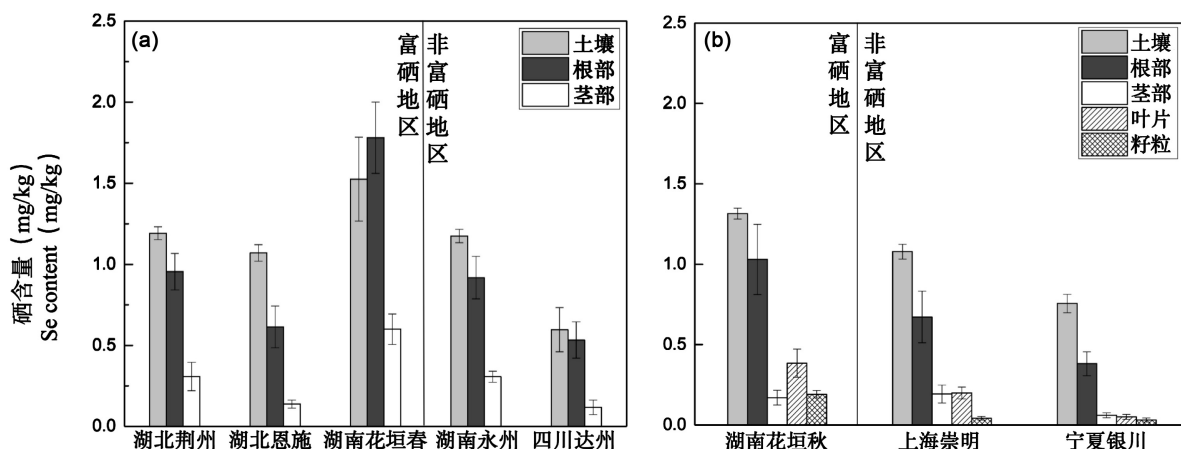 硒含量（mg/kg）
Se content（mg/kg）
(a)
2.5
2.0
1.5
1.0
0.5
0.0
富硒地区
非富硒地区
土壤
根部
茎部
湖北荆州
湖北恩施
湖南花垣春
湖南永州
四川达州
(b)
2.5
2.0
1.5
1.0
0.5
0.0
富硒地区
非富硒地区
土壤
根部
茎部
叶片
籽粒
湖南花垣秋
上海崇明
宁夏银川